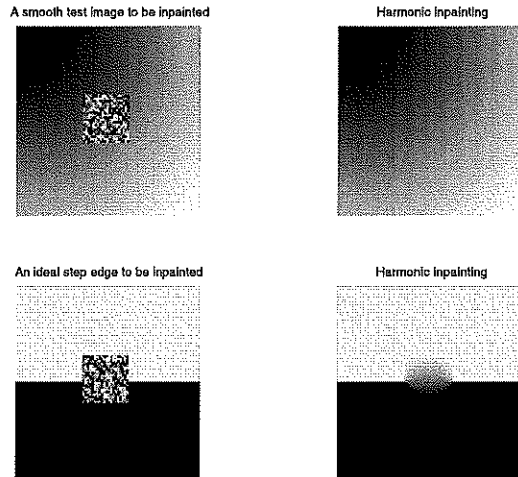 A smooth test image to be inpainted
Harmonic inpainting
An ideal step edge to be inpainted
Harmonic inpainting